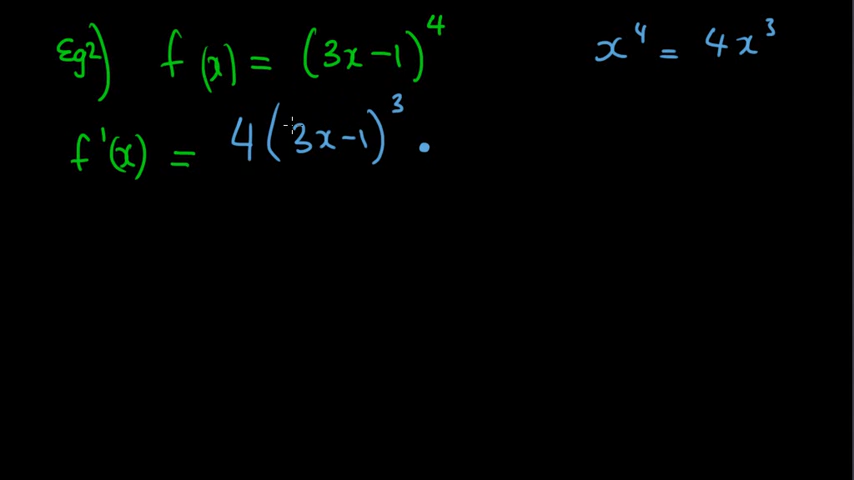 Eg2) f(x) = (3x-1)⁴ x⁴ = 4x³
f'(x) = 4(3x-1)³ ·